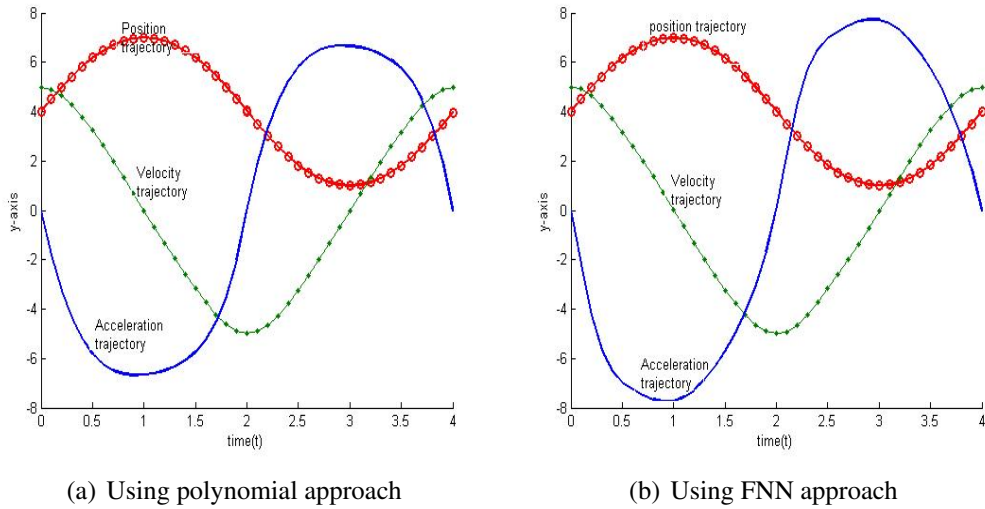 8
6
4
2
0
-2
-4
-6
-8
y-axis
Position
trajectory
Velocity
trajectory
Acceleration
trajectory
0 0.5 1 1.5 2 2.5 3 3.5 4
time(t)
(a) Using polynomial approach
8
6
4
2
0
-2
-4
-6
-8
y-axis
position trajectory
Velocity
trajectory
Acceleration
trajectory
0 0.5 1 1.5 2 2.5 3 3.5 4
time(t)
(b) Using FNN approach